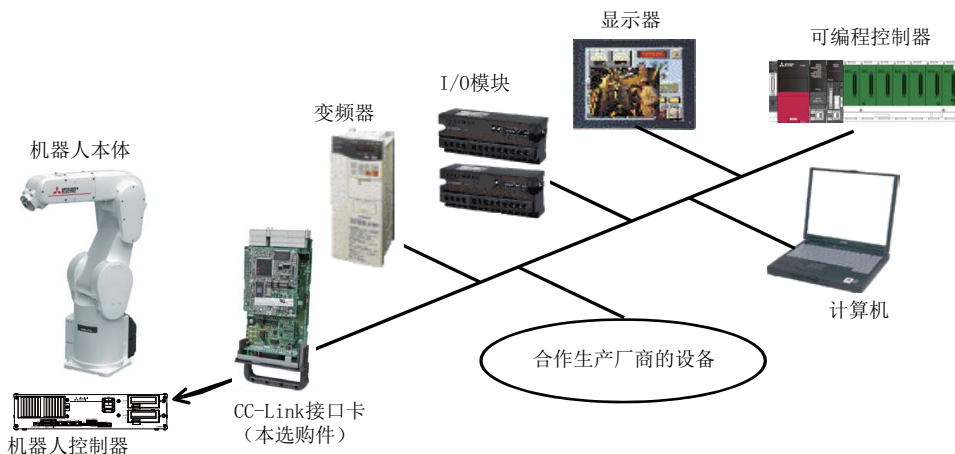 显示器
可编程控制器
I/O模块
变频器
机器人本体
MITSUBISHI
ELECTRIC
计算机
合作生产厂商的设备
CC-Link接口卡
（本选购件）
机器人控制器